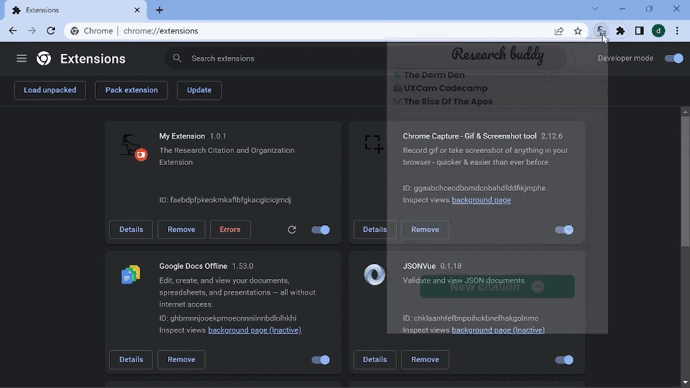 Extensions
Chrome | chrome://extensions
d
Extensions
Search extensions
Developer mode
Load unpacked
Pack extension
Update
Research buddy
The Derm Den
UXCam Codecamp
The Rise Of The Apes
New citation
My Extension 1.0.1
The Research Citation and Organization
Extension
ID: faebdpfpkeokmkaflbfgkacgicicjmdj
Details
Remove
Errors
Chrome Capture - Gif & Screenshot tool 2.12.6
Record gif or take screenshot of anything in your
browser - quicker & easier than ever before.
ID: ggaabchcecdbomdcnbahdfddfikjmphe
Inspect views background page
Details
Remove
Google Docs Offline 1.53.0
Edit, create, and view your documents,
spreadsheets, and presentations — all without
internet access.
ID: ghbmnnjooekpmoecnnnilnnbdlolhkhi
Inspect views background page (Inactive)
Details
Remove
JSONVue 0.1.18
Validate and view JSON documents
ID: chklaanhfefbnpoihckbnefhakgolnmc
Inspect views background page (Inactive)
Details
Remove